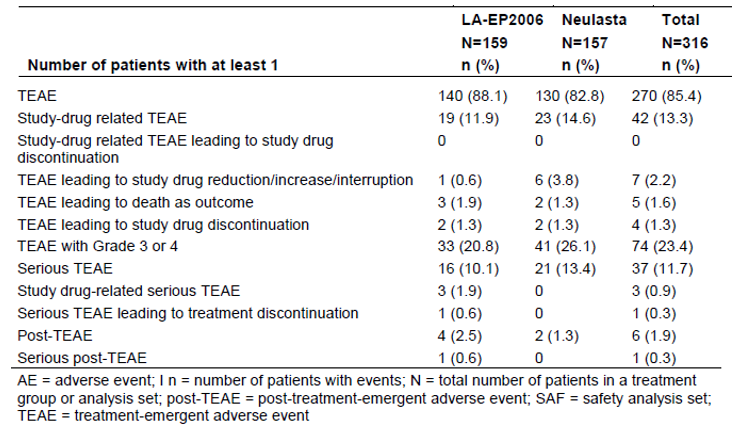 LA-EP2006 Neulasta Total
N=159 N=157 N=316
Number of patients with at least 1 n (%) n (%) n (%)
TEAE 140 (88.1) 130 (82.8) 270 (85.4)
Study-drug related TEAE 19 (11.9) 23 (14.6) 42 (13.3)
Study-drug related TEAE leading to study drug 0 0 0
discontinuation
TEAE leading to study drug reduction/increase/interruption 1 (0.6) 6 (3.8) 7 (2.2)
TEAE leading to death as outcome 3 (1.9) 2 (1.3) 5 (1.6)
TEAE leading to study drug discontinuation 2 (1.3) 2 (1.3) 4 (1.3)
TEAE with Grade 3 or 4 33 (20.8) 41 (26.1) 74 (23.4)
Serious TEAE 16 (10.1) 21 (13.4) 37 (11.7)
Study drug-related serious TEAE 3 (1.9) 0 3 (0.9)
Serious TEAE leading to treatment discontinuation 1 (0.6) 0 1 (0.3)
Post-TEAE 4 (2.5) 2 (1.3) 6 (1.9)
Serious post-TEAE 1 (0.6) 0 1 (0.3)
AE = adverse event; I n = number of patients with events; N = total number of patients in a treatment
group or analysis set; post-TEAE = post-treatment-emergent adverse event; SAF = safety analysis set;
TEAE = treatment-emergent adverse event